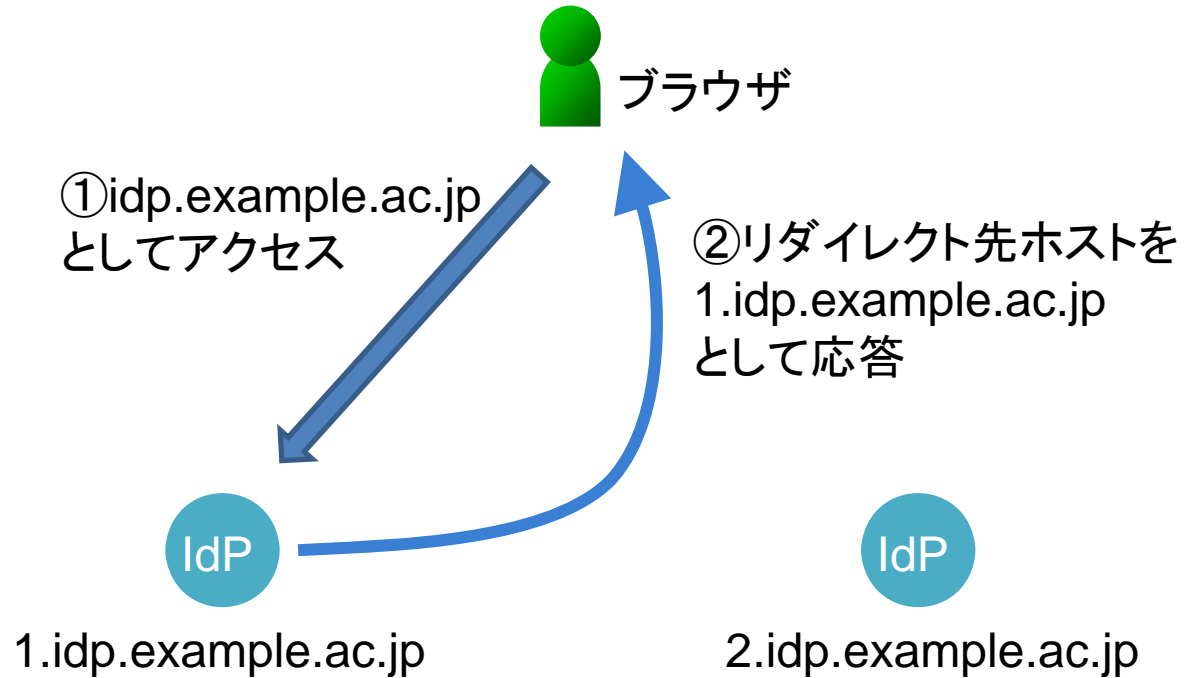 ブラウザ
①idp.example.ac.jp
としてアクセス
②リダイレクト先ホストを
1.idp.example.ac.jp
として応答
IdP
IdP
1.idp.example.ac.jp
2.idp.example.ac.jp